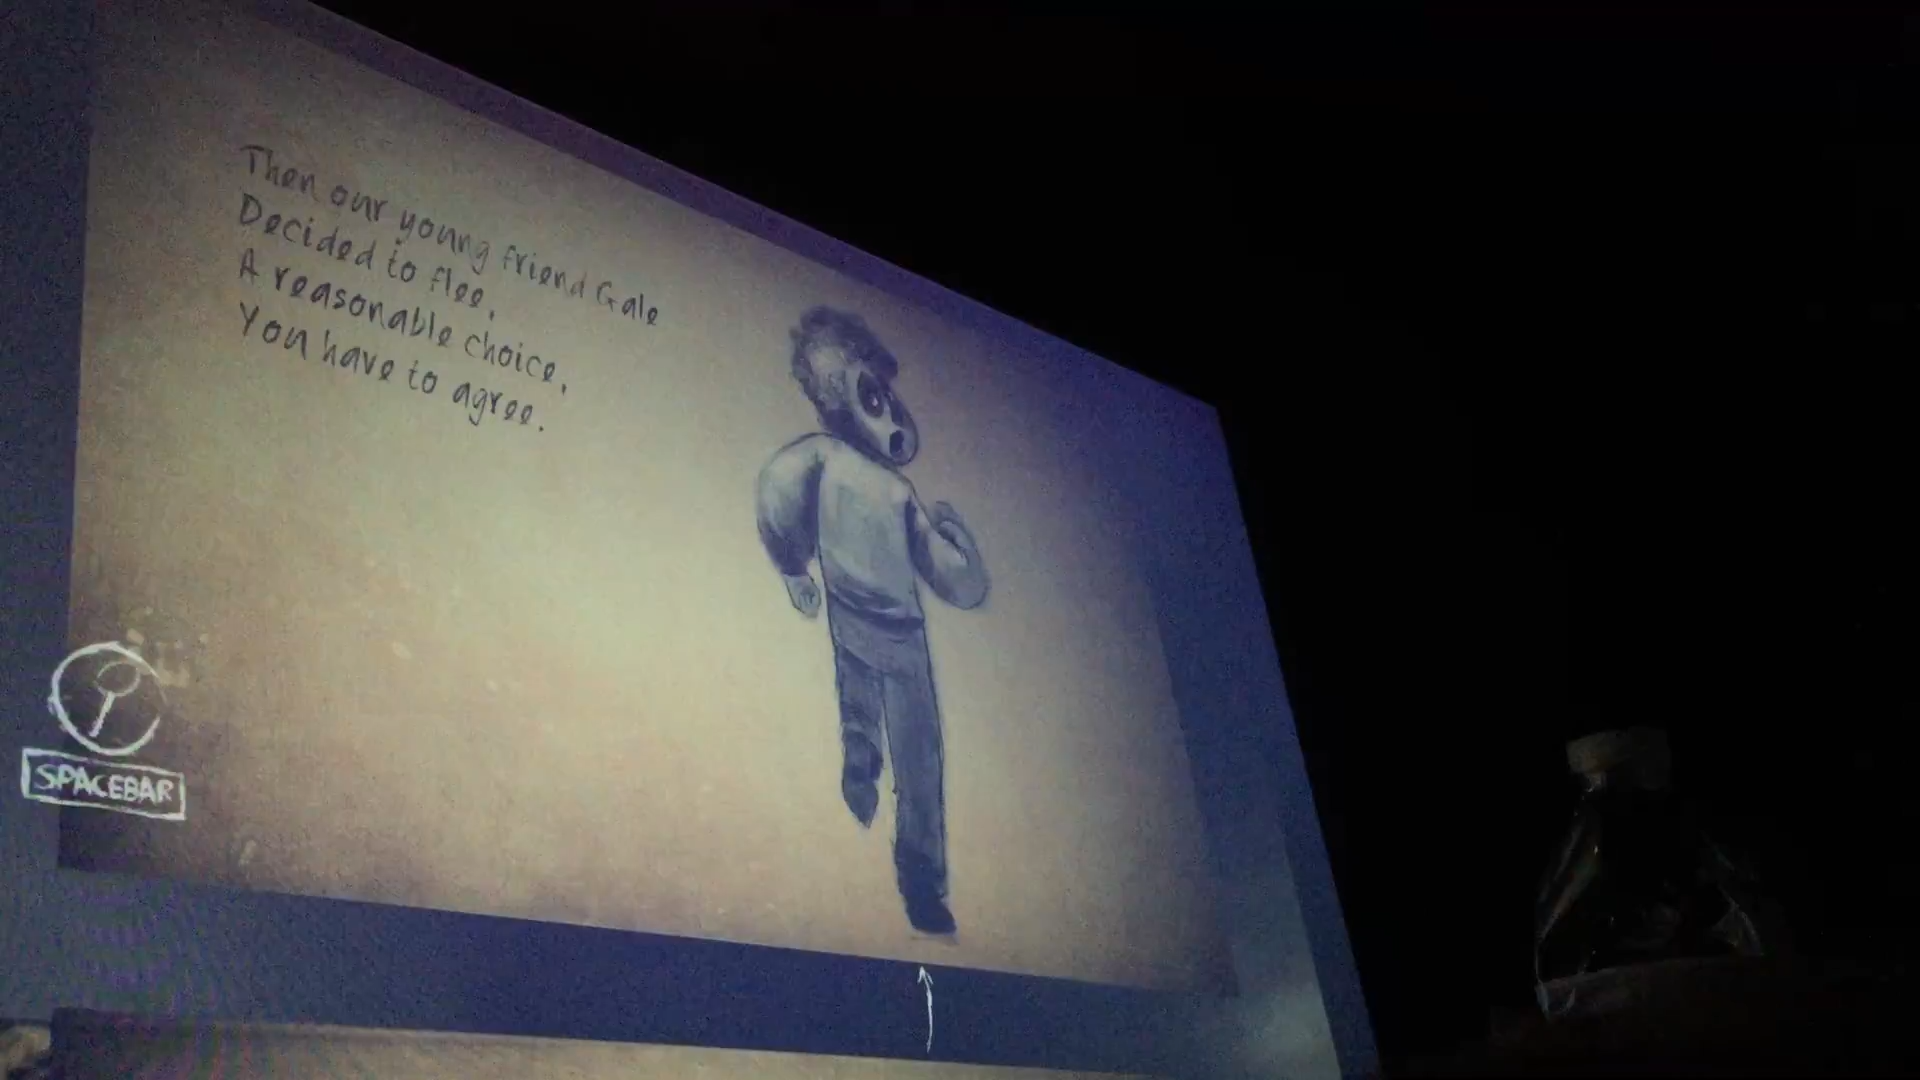 Then our young friend Gale
Decided to flee,
A reasonable choice,
You have to agree.
SPACEBAR